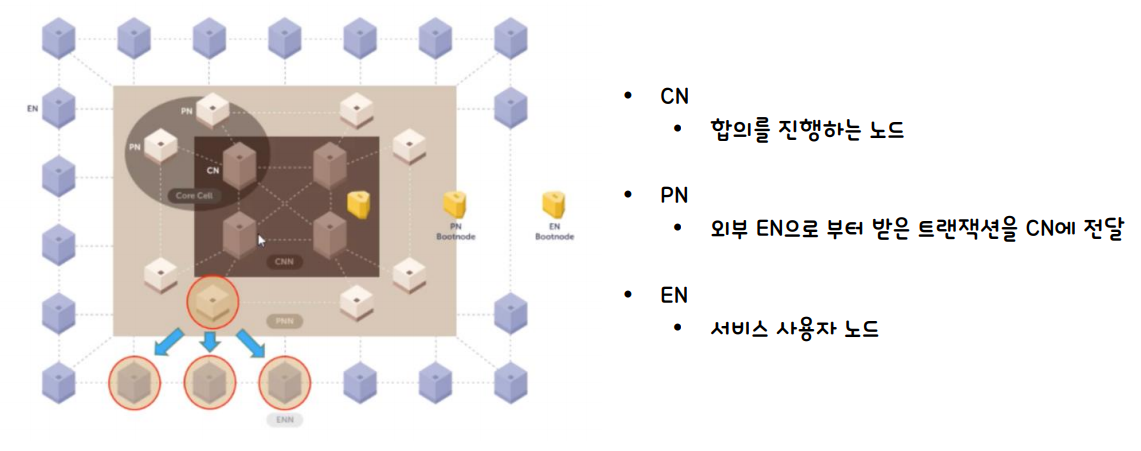 EN
PN
PN
CN
Core Cell
CNN
PNN
ENN
PN
Bootnode
EN
Bootnode
• CN
• 합의를 진행하는 노드
• PN
• 외부 EN으로 부터 받은 트랜잭션을 CN에 전달
• EN
• 서비스 사용자 노드